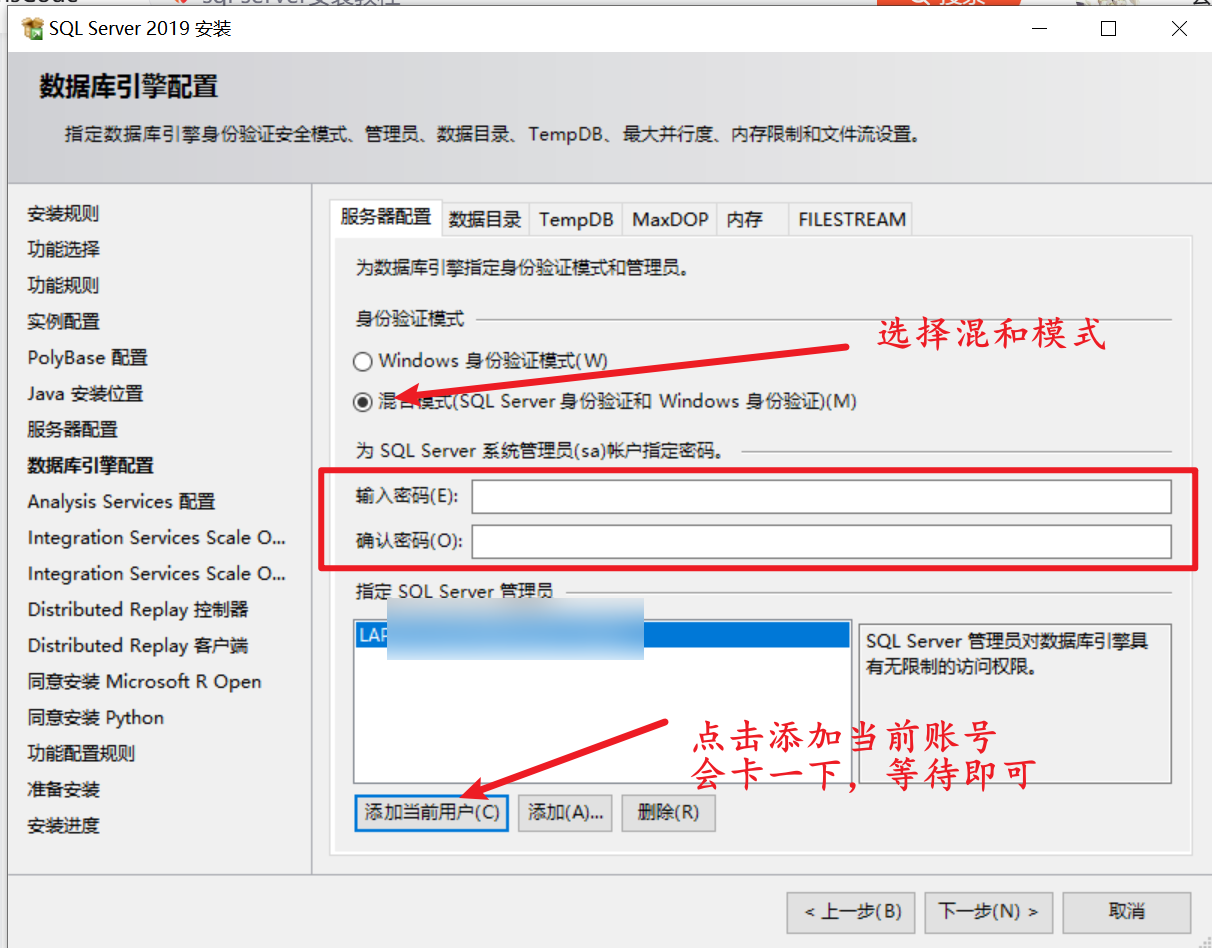 sql server安装教程
搜索
SQL Server 2019 安装
数据库引擎配置
指定数据库引擎身份验证安全模式、管理员、数据目录、TempDB、最大并行度、内存限制和文件流设置。
安装规则
功能选择
功能规则
实例配置
PolyBase 配置
Java 安装位置
服务器配置
数据库引擎配置
Analysis Services 配置
Integration Services Scale O...
Integration Services Scale O...
Distributed Replay 控制器
Distributed Replay 客户端
同意安装 Microsoft R Open
同意安装 Python
功能配置规则
准备安装
安装进度
服务器配置 数据目录 TempDB MaxDOP 内存 FILESTREAM
为数据库引擎指定身份验证模式和管理员。
身份验证模式
选择混和模式
Windows 身份验证模式(W)
混合模式(SQL Server 身份验证和 Windows 身份验证)(M)
为 SQL Server 系统管理员(sa)帐户指定密码。
输入密码(E):
确认密码(O):
指定 SQL Server 管理员
LAP
SQL Server 管理员对数据库引擎具
有无限制的访问权限。
点击添加当前账号
会卡一下，等待即可
添加当前用户(C) 添加(A)... 删除(R)
< 上一步(B) 下一步(N) > 取消